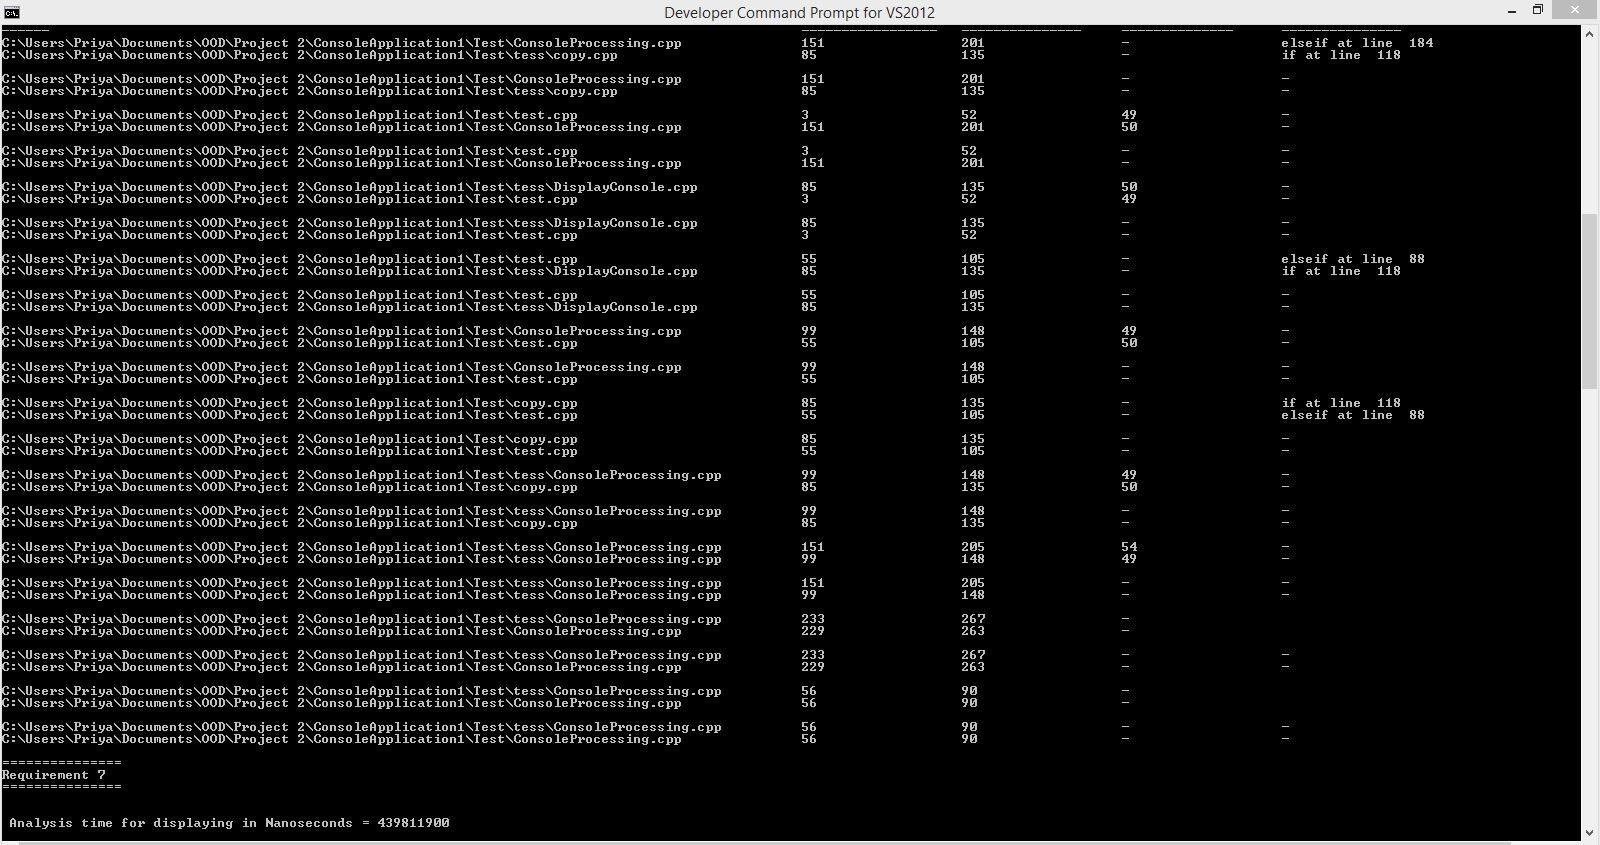 Developer Command Prompt for VS2012
------ ----------------- --------------- -------------- ---------------
C:\Users\Priya\Documents\OOD\Project 2\ConsoleApplication1\Test\ConsoleProcessing.cpp 151 201 - elseif at line 184
C:\Users\Priya\Documents\OOD\Project 2\ConsoleApplication1\Test\tess\copy.cpp 85 135 - if at line 118
C:\Users\Priya\Documents\OOD\Project 2\ConsoleApplication1\Test\ConsoleProcessing.cpp 151 201 - -
C:\Users\Priya\Documents\OOD\Project 2\ConsoleApplication1\Test\tess\copy.cpp 85 135 - -
C:\Users\Priya\Documents\OOD\Project 2\ConsoleApplication1\Test\test.cpp 3 52 49 -
C:\Users\Priya\Documents\OOD\Project 2\ConsoleApplication1\Test\ConsoleProcessing.cpp 151 201 50 -
C:\Users\Priya\Documents\OOD\Project 2\ConsoleApplication1\Test\test.cpp 3 52 - -
C:\Users\Priya\Documents\OOD\Project 2\ConsoleApplication1\Test\ConsoleProcessing.cpp 151 201 - -
C:\Users\Priya\Documents\OOD\Project 2\ConsoleApplication1\Test\tess\DisplayConsole.cpp 85 135 50 -
C:\Users\Priya\Documents\OOD\Project 2\ConsoleApplication1\Test\test.cpp 3 52 49 -
C:\Users\Priya\Documents\OOD\Project 2\ConsoleApplication1\Test\tess\DisplayConsole.cpp 85 135 - -
C:\Users\Priya\Documents\OOD\Project 2\ConsoleApplication1\Test\test.cpp 3 52 - -
C:\Users\Priya\Documents\OOD\Project 2\ConsoleApplication1\Test\test.cpp 55 105 - elseif at line 88
C:\Users\Priya\Documents\OOD\Project 2\ConsoleApplication1\Test\tess\DisplayConsole.cpp 85 135 - if at line 118
C:\Users\Priya\Documents\OOD\Project 2\ConsoleApplication1\Test\test.cpp 55 105 - -
C:\Users\Priya\Documents\OOD\Project 2\ConsoleApplication1\Test\tess\DisplayConsole.cpp 85 135 - -
C:\Users\Priya\Documents\OOD\Project 2\ConsoleApplication1\Test\ConsoleProcessing.cpp 99 148 49 -
C:\Users\Priya\Documents\OOD\Project 2\ConsoleApplication1\Test\test.cpp 55 105 50 -
C:\Users\Priya\Documents\OOD\Project 2\ConsoleApplication1\Test\ConsoleProcessing.cpp 99 148 - -
C:\Users\Priya\Documents\OOD\Project 2\ConsoleApplication1\Test\test.cpp 55 105 - -
C:\Users\Priya\Documents\OOD\Project 2\ConsoleApplication1\Test\copy.cpp 85 135 - if at line 118
C:\Users\Priya\Documents\OOD\Project 2\ConsoleApplication1\Test\test.cpp 55 105 - elseif at line 88
C:\Users\Priya\Documents\OOD\Project 2\ConsoleApplication1\Test\copy.cpp 85 135 - -
C:\Users\Priya\Documents\OOD\Project 2\ConsoleApplication1\Test\test.cpp 55 105 - -
C:\Users\Priya\Documents\OOD\Project 2\ConsoleApplication1\Test\tess\ConsoleProcessing.cpp 99 148 49 -
C:\Users\Priya\Documents\OOD\Project 2\ConsoleApplication1\Test\copy.cpp 85 135 50 -
C:\Users\Priya\Documents\OOD\Project 2\ConsoleApplication1\Test\tess\ConsoleProcessing.cpp 99 148 - -
C:\Users\Priya\Documents\OOD\Project 2\ConsoleApplication1\Test\copy.cpp 85 135 - -
C:\Users\Priya\Documents\OOD\Project 2\ConsoleApplication1\Test\tess\ConsoleProcessing.cpp 151 205 54 -
C:\Users\Priya\Documents\OOD\Project 2\ConsoleApplication1\Test\tess\ConsoleProcessing.cpp 99 148 49 -
C:\Users\Priya\Documents\OOD\Project 2\ConsoleApplication1\Test\tess\ConsoleProcessing.cpp 151 205 - -
C:\Users\Priya\Documents\OOD\Project 2\ConsoleApplication1\Test\tess\ConsoleProcessing.cpp 99 148 - -
C:\Users\Priya\Documents\OOD\Project 2\ConsoleApplication1\Test\tess\ConsoleProcessing.cpp 233 267 -
C:\Users\Priya\Documents\OOD\Project 2\ConsoleApplication1\Test\ConsoleProcessing.cpp 229 263 -
C:\Users\Priya\Documents\OOD\Project 2\ConsoleApplication1\Test\tess\ConsoleProcessing.cpp 233 267 - -
C:\Users\Priya\Documents\OOD\Project 2\ConsoleApplication1\Test\ConsoleProcessing.cpp 229 263 - -
C:\Users\Priya\Documents\OOD\Project 2\ConsoleApplication1\Test\tess\ConsoleProcessing.cpp 56 90 -
C:\Users\Priya\Documents\OOD\Project 2\ConsoleApplication1\Test\ConsoleProcessing.cpp 56 90 -
C:\Users\Priya\Documents\OOD\Project 2\ConsoleApplication1\Test\tess\ConsoleProcessing.cpp 56 90 - -
C:\Users\Priya\Documents\OOD\Project 2\ConsoleApplication1\Test\ConsoleProcessing.cpp 56 90 - -
===============
Requirement 7
===============
Analysis time for displaying in Nanoseconds = 439811900